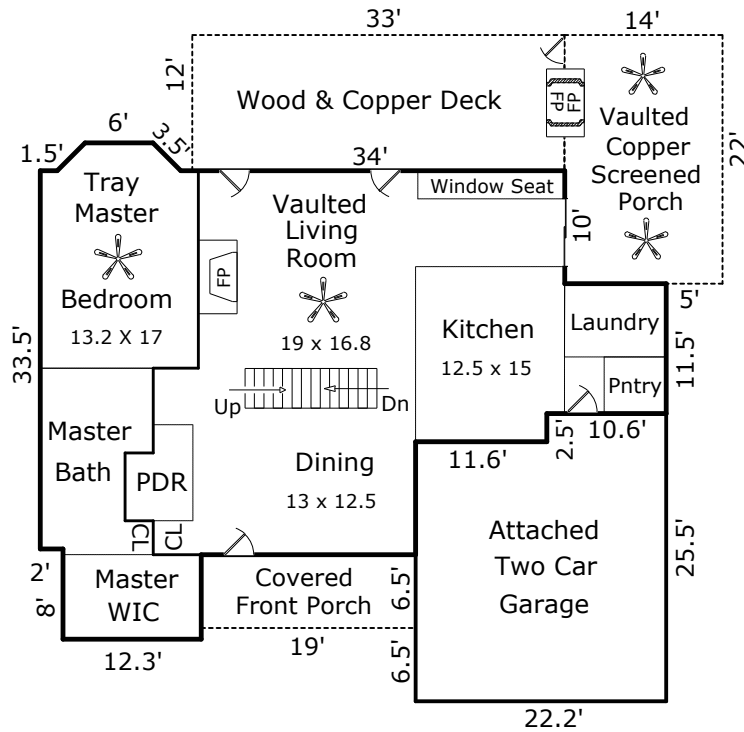 33'
14'
12'
Wood & Copper Deck
FP
FP
Vaulted
Copper
Screened
Porch
22'
6'
3.5'
1.5'
34'
Tray
Master
Bedroom
13.2 X 17
Vaulted
Living
Room
19 x 16.8
FP
Window Seat
10'
5'
Kitchen
12.5 x 15
Laundry
11.5'
Pntry
33.5'
Up
Dn
Master
Bath
PDR
CL
CL
Dining
13 x 12.5
11.6'
2.5'
10.6'
Attached
Two Car
Garage
25.5'
2'
8'
Master
WIC
12.3'
Covered
Front Porch
6.5'
19'
6.5'
22.2'